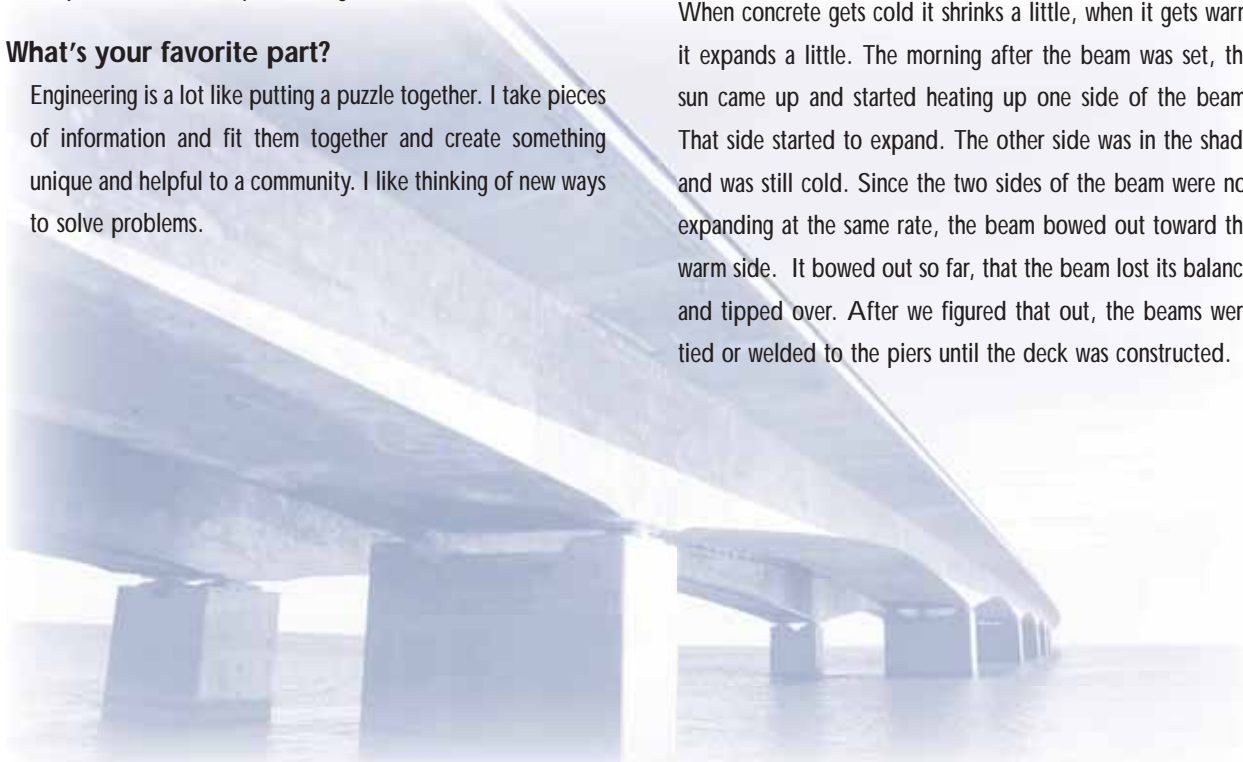 What's your favorite part?
Engineering is a lot like putting a puzzle together. I take pieces
of information and fit them together and create something
unique and helpful to a community. I like thinking of new ways
to solve problems.
When concrete gets cold it shrinks a little, when it gets
it expands a little. The morning after the beam was set, th
sun came up and started heating up one side of the beam
That side started to expand. The other side was in the shad
and was still cold. Since the two sides of the beam were no
expanding at the same rate, the beam bowed out toward th
warm side. It bowed out so far, that the beam lost its balanc
and tipped over. After we figured that out, the beams wer
tied or welded to the piers until the deck was constructed.